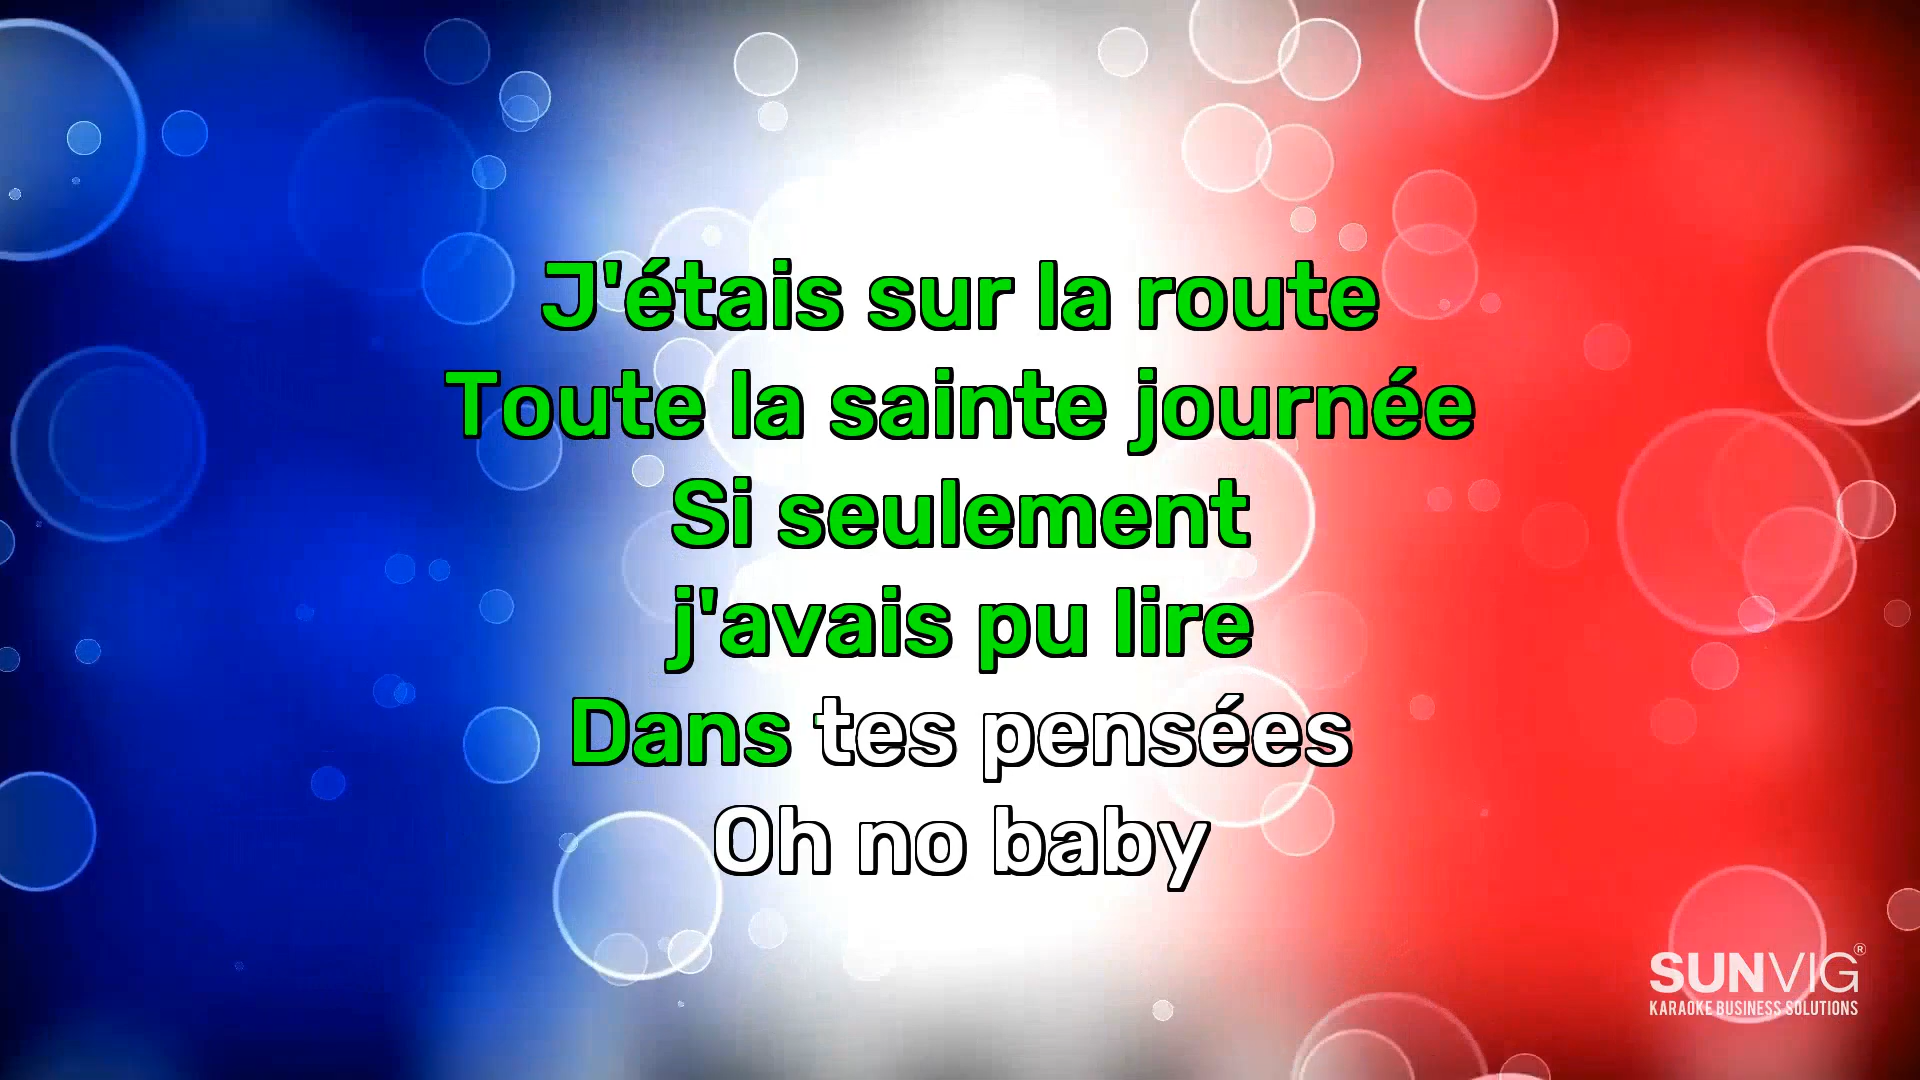 J'étais sur la route
Toute la sainte journée
Si seulement
j'avais pu lire
Dans tes pensées
Oh no baby
SUNVIG®
KARAOKE BUSINESS SOLUTIONS